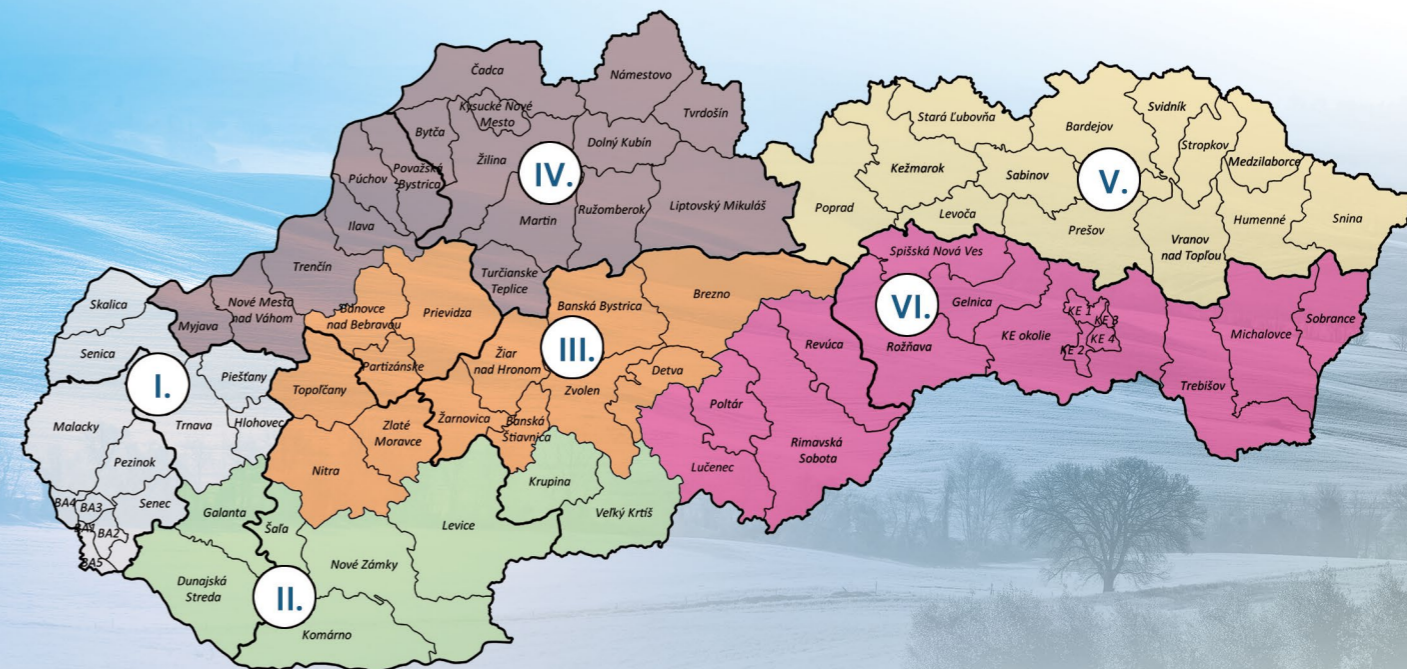 Čadca
Námestovo
Kysucké Nové
Mesto
Tvrdošín
Bytča
Dolný Kubín
Žilina
IV.
Považská
Bystrica
Púchov
Martin
Ružomberok
Liptovský Mikuláš
Ilava
Trenčín
Turčianske
Teplice
Nové Mesto
nad Váhom
Myjava
Svidník
Stará Ľubovňa
Bardejov
Stropkov
Medzilaborce
Kežmarok
Sabinov
V.
Poprad
Levoča
Prešov
Humenné
Snina
Vranov
nad Topľou
Skalica
Senica
I.
Piešťany
Malacky
Trnava
Hlohovec
Pezinok
Senec
BA4
BA3
BA1
BA2
BA5
Bánovce
nad Bebravou
Prievidza
Partizánske
Banská Bystrica
Brezno
Žiar
nad Hronom
III.
Detva
Zvolen
Topoľčany
Žarnovica
Banská
Štiavnica
Zlaté
Moravce
Nitra
Spišská Nová Ves
VI.
Gelnica
Rožňava
KE okolie
KE 1
KE 3
KE 4
KE 2
Michalovce
Sobrance
Trebišov
Revúca
Poltár
Rimavská
Sobota
Lučenec
Krupina
Veľký Krtíš
Galanta
Šaľa
Levice
Nové Zámky
Dunajská
Streda
II.
Komárno